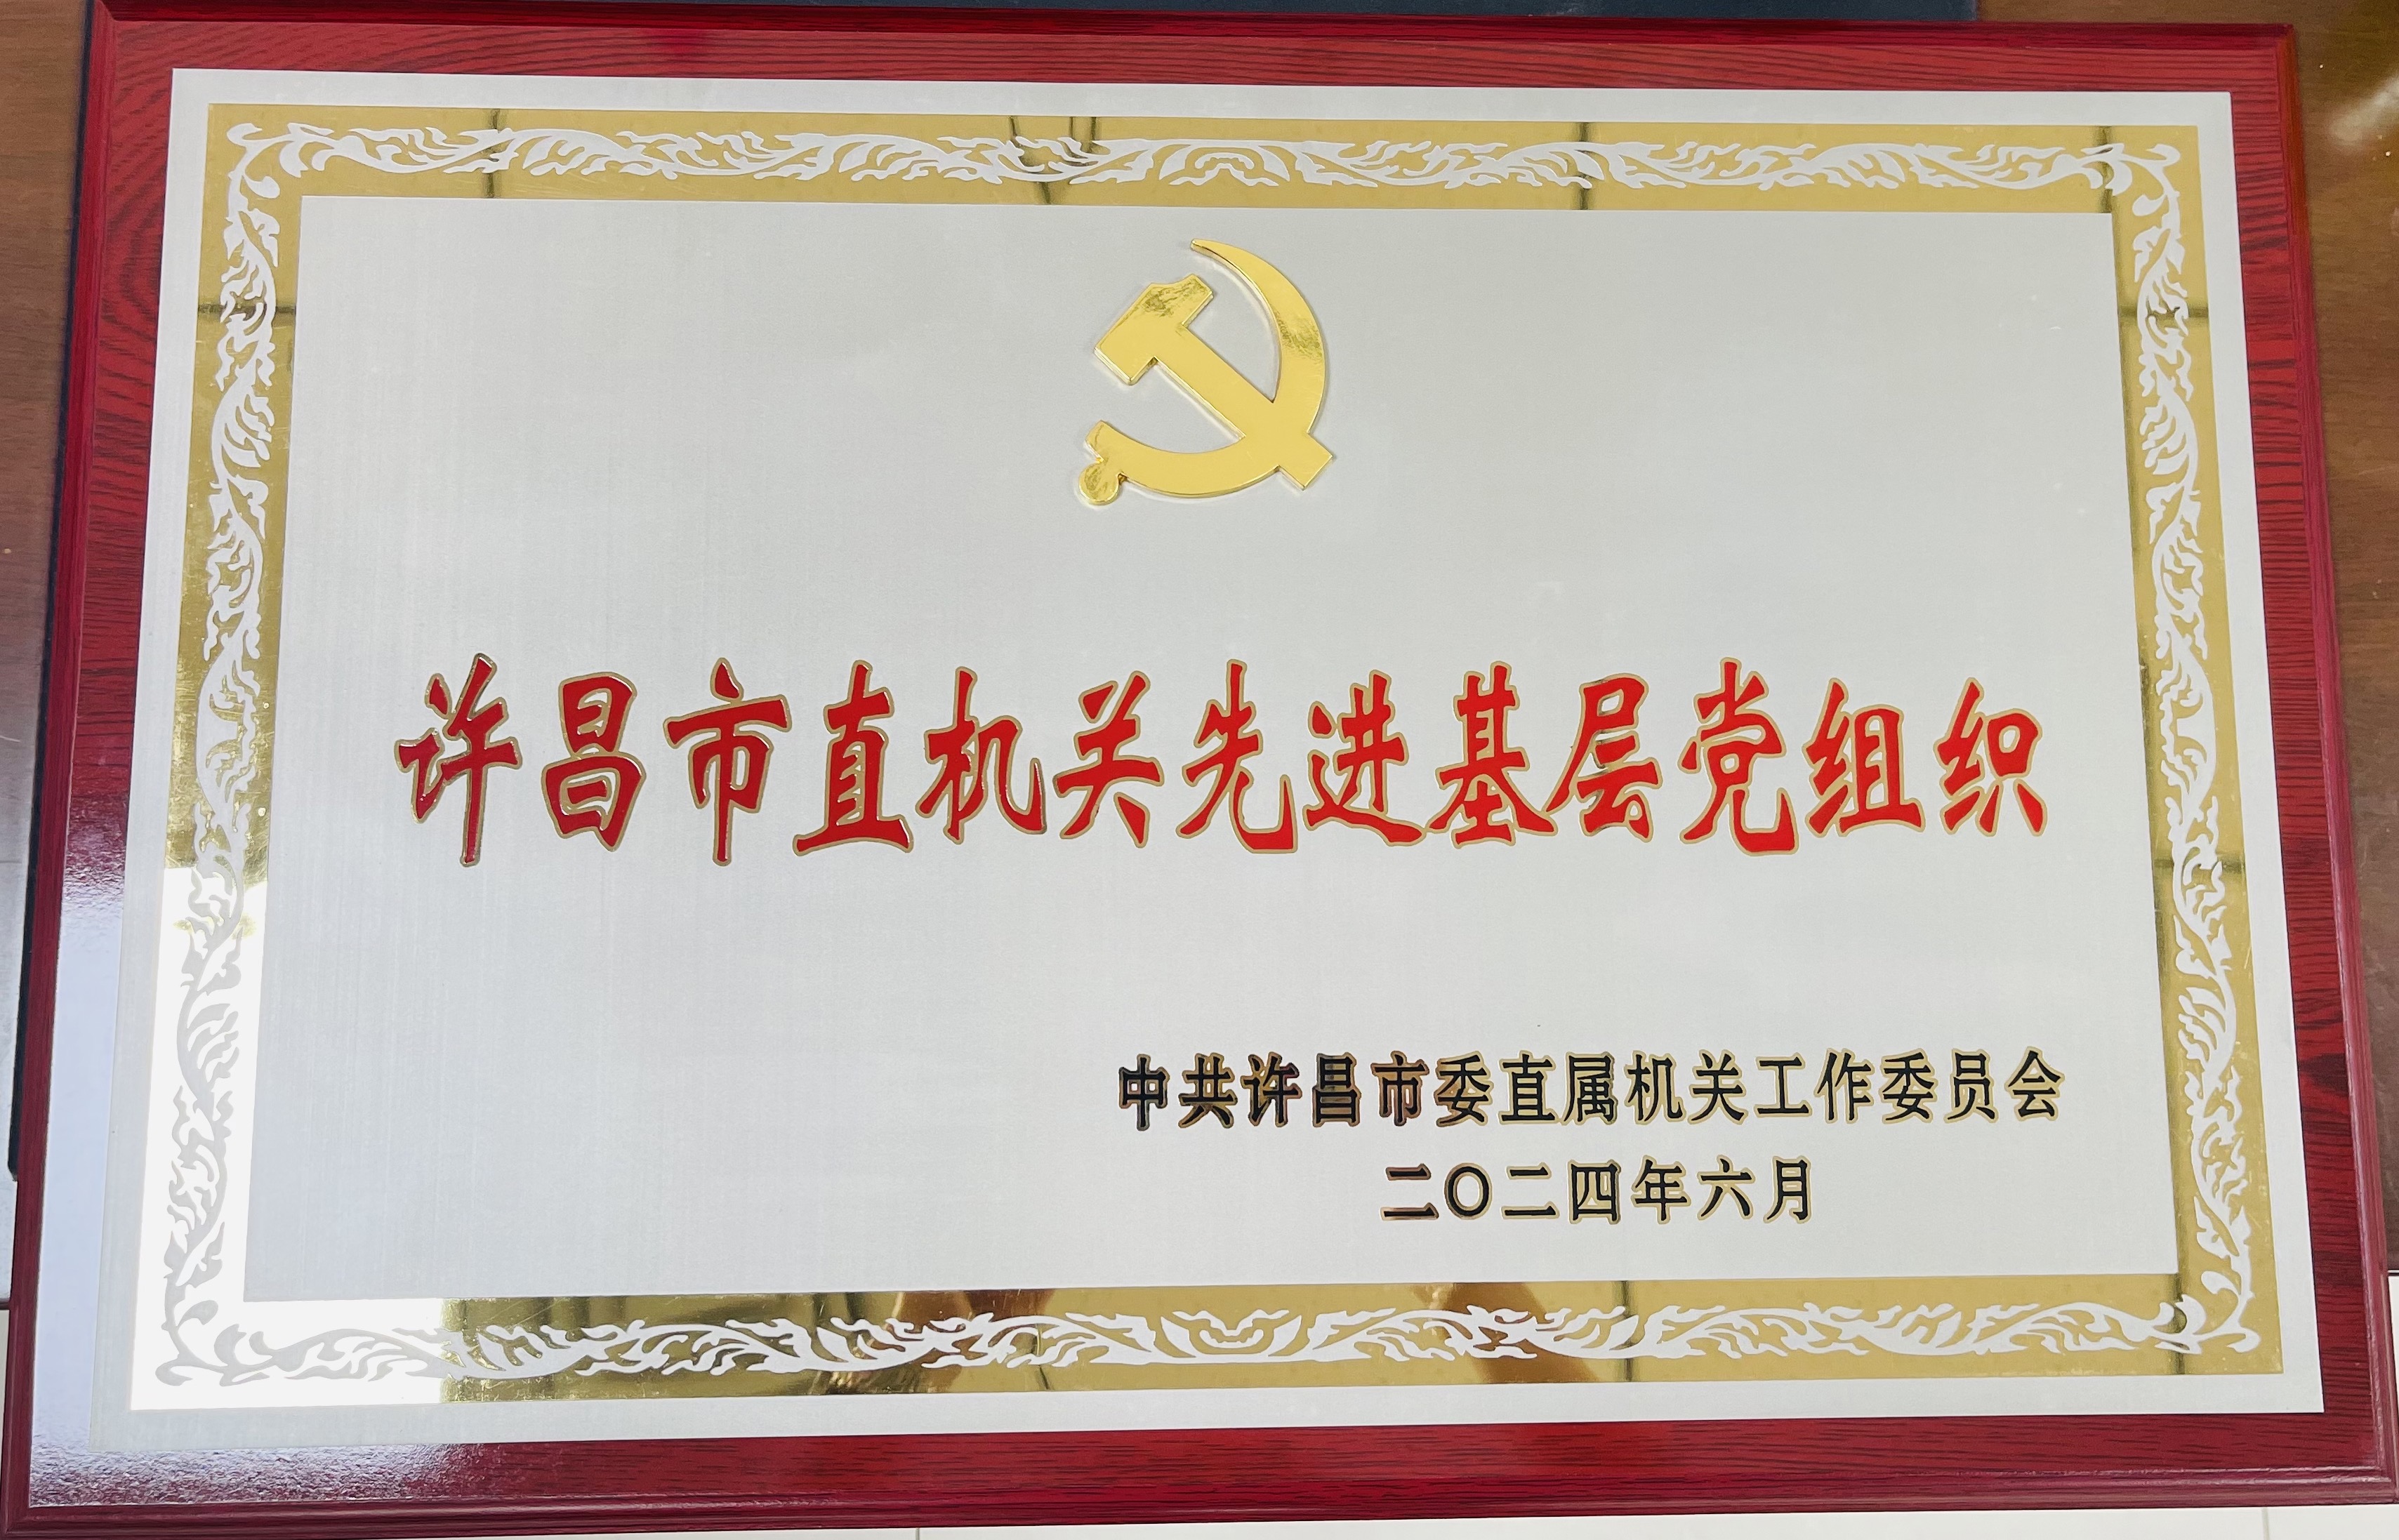 许昌市直机关先进基层党组织
中共许昌市委直属机关工作委员会
二〇二四年六月